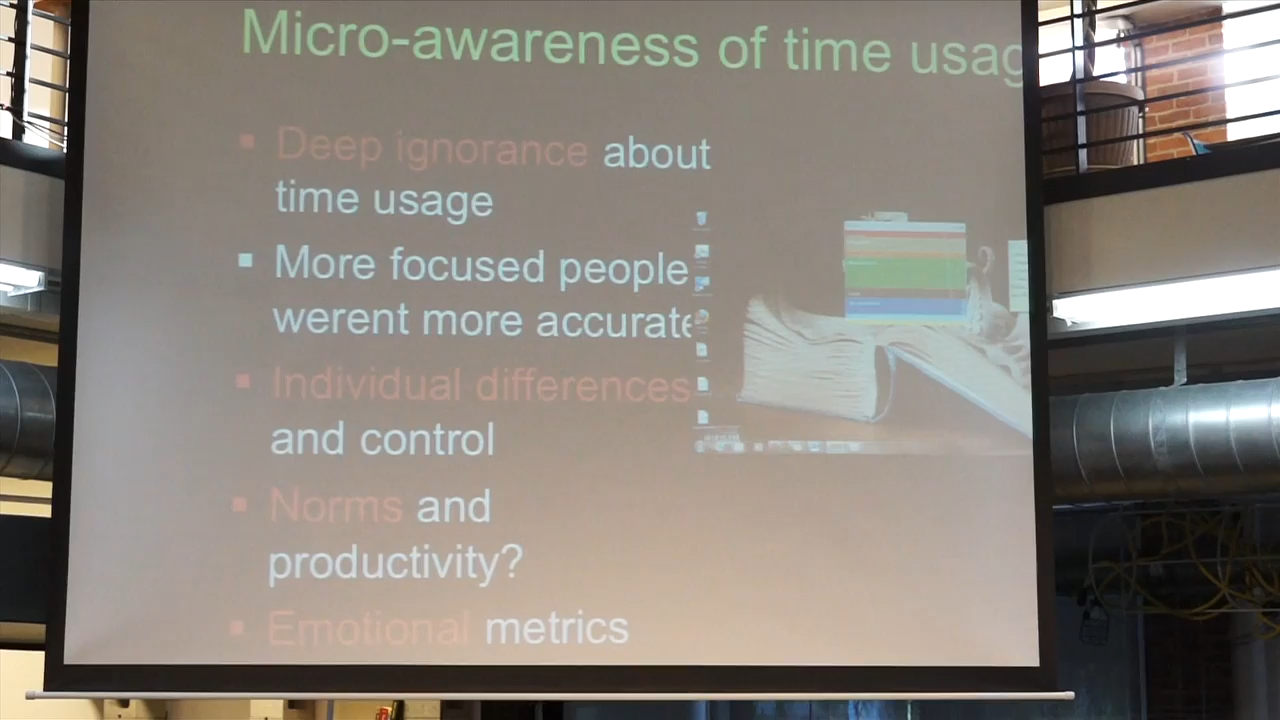 Micro-awareness of time usag
Deep ignorance about
time usage
More focused people
werent more accurate
Individual differences
and control
Norms and
productivity?
Emotional metrics